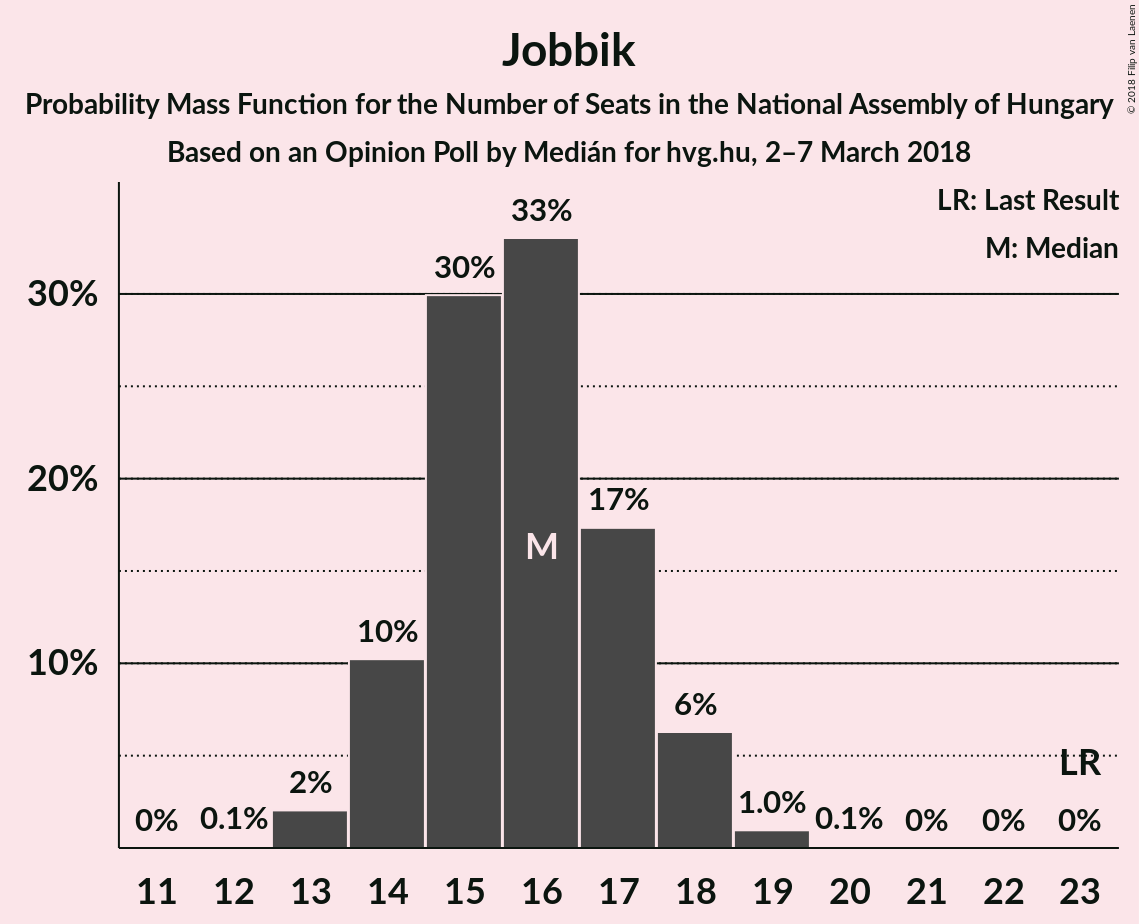 Jobbik
Probability Mass Function for the Number of Seats in the National Assembly of Hungary
Based on an Opinion Poll by Medián for hvg.hu, 2–7 March 2018
© 2018 Filip van Laenen
LR: Last Result
M: Median
30%
20%
10%
0%
0.1%
2%
10%
30%
33%
M
17%
6%
1.0%
0.1%
0%
0%
LR
0%
11 12 13 14 15 16 17 18 19 20 21 22 23